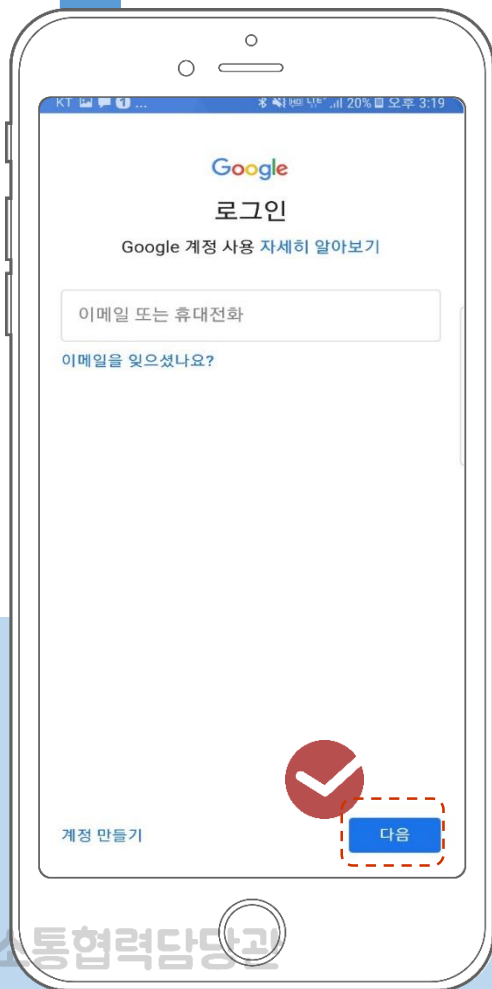 KT 1 ... 20% 오후 3:19
Google
로그인
Google 계정 사용 자세히 알아보기
이메일 또는 휴대전화
이메일을 잊으셨나요?
계정 만들기
다음
소통협력담당관